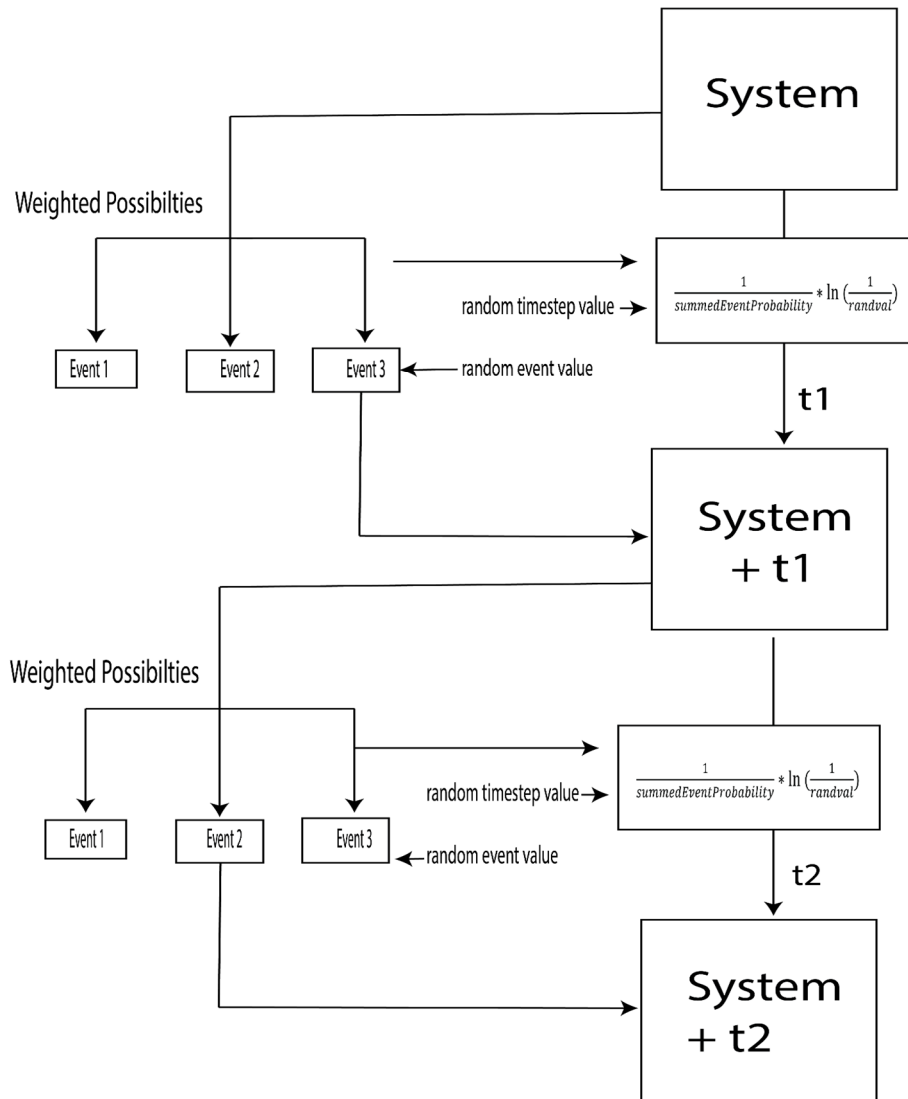 System
Weighted Possibilties
1
summedEventProbability * ln (1
randval)
random timestep value
Event 1
Event 2
Event 3
random event value
t1
System
+ t1
Weighted Possibilties
1
summedEventProbability * ln (1
randval)
random timestep value
Event 1
Event 2
Event 3
random event value
t2
System
+ t2